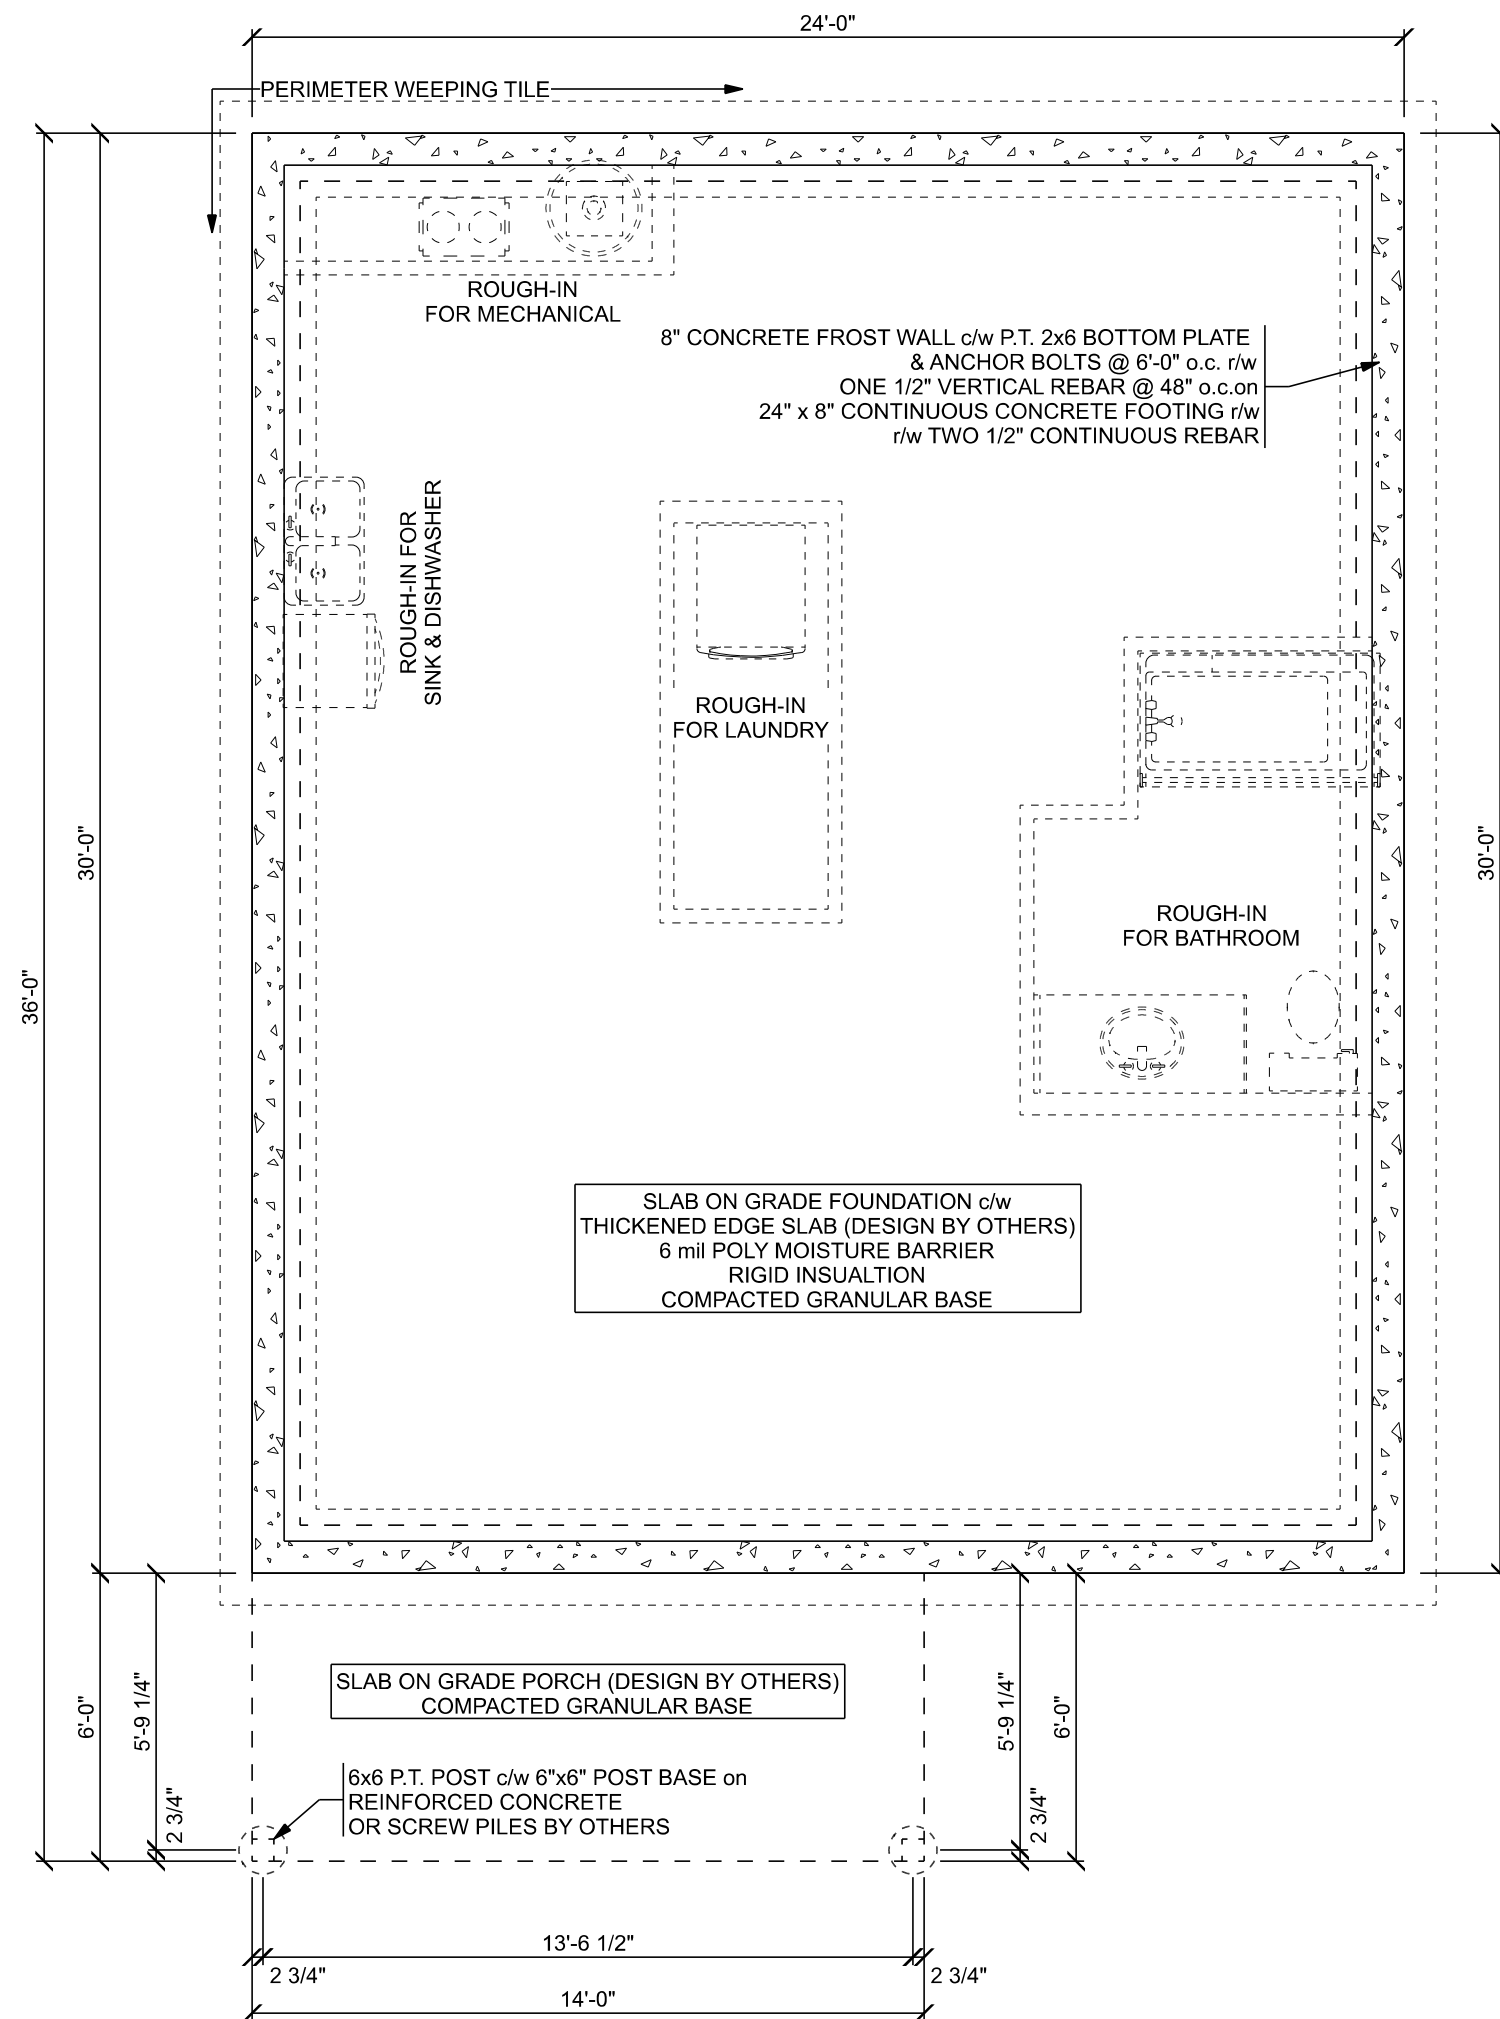 24'-0"
PERIMETER WEEPING TILE
ROUGH-IN
FOR MECHANICAL
8" CONCRETE FROST WALL c/w P.T. 2x6 BOTTOM PLATE
& ANCHOR BOLTS @ 6'-0" o.c. r/w
ONE 1/2" VERTICAL REBAR @ 48" o.c.on
24" x 8" CONTINUOUS CONCRETE FOOTING r/w
r/w TWO 1/2" CONTINUOUS REBAR
ROUGH-IN FOR
SINK & DISHWASHER
ROUGH-IN
FOR LAUNDRY
30'-0"
30'-0"
36'-0"
ROUGH-IN
FOR BATHROOM
SLAB ON GRADE FOUNDATION c/w
THICKENED EDGE SLAB (DESIGN BY OTHERS)
6 mil POLY MOISTURE BARRIER
RIGID INSUALTION
COMPACTED GRANULAR BASE
SLAB ON GRADE PORCH (DESIGN BY OTHERS)
COMPACTED GRANULAR BASE
6'-0"
5'-9 1/4"
2 3/4"
5'-9 1/4"
6'-0"
2 3/4"
6x6 P.T. POST c/w 6"x6" POST BASE on
REINFORCED CONCRETE
OR SCREW PILES BY OTHERS
13'-6 1/2"
2 3/4"
2 3/4"
14'-0"